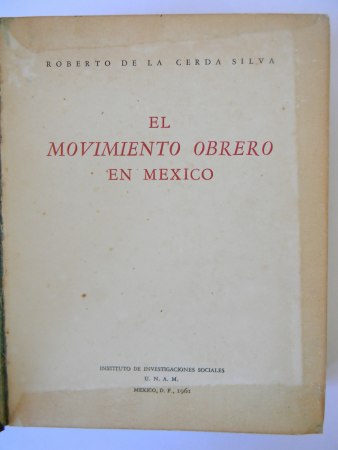 ROBERTO DE LA CERDA SILVA
EL
MOVIMIENTO OBRERO
EN MEXICO
INSTITUTO DE INVESTIGACIONES SOCIALES
U. N. A. M.
MEXICO, D. F., 1961